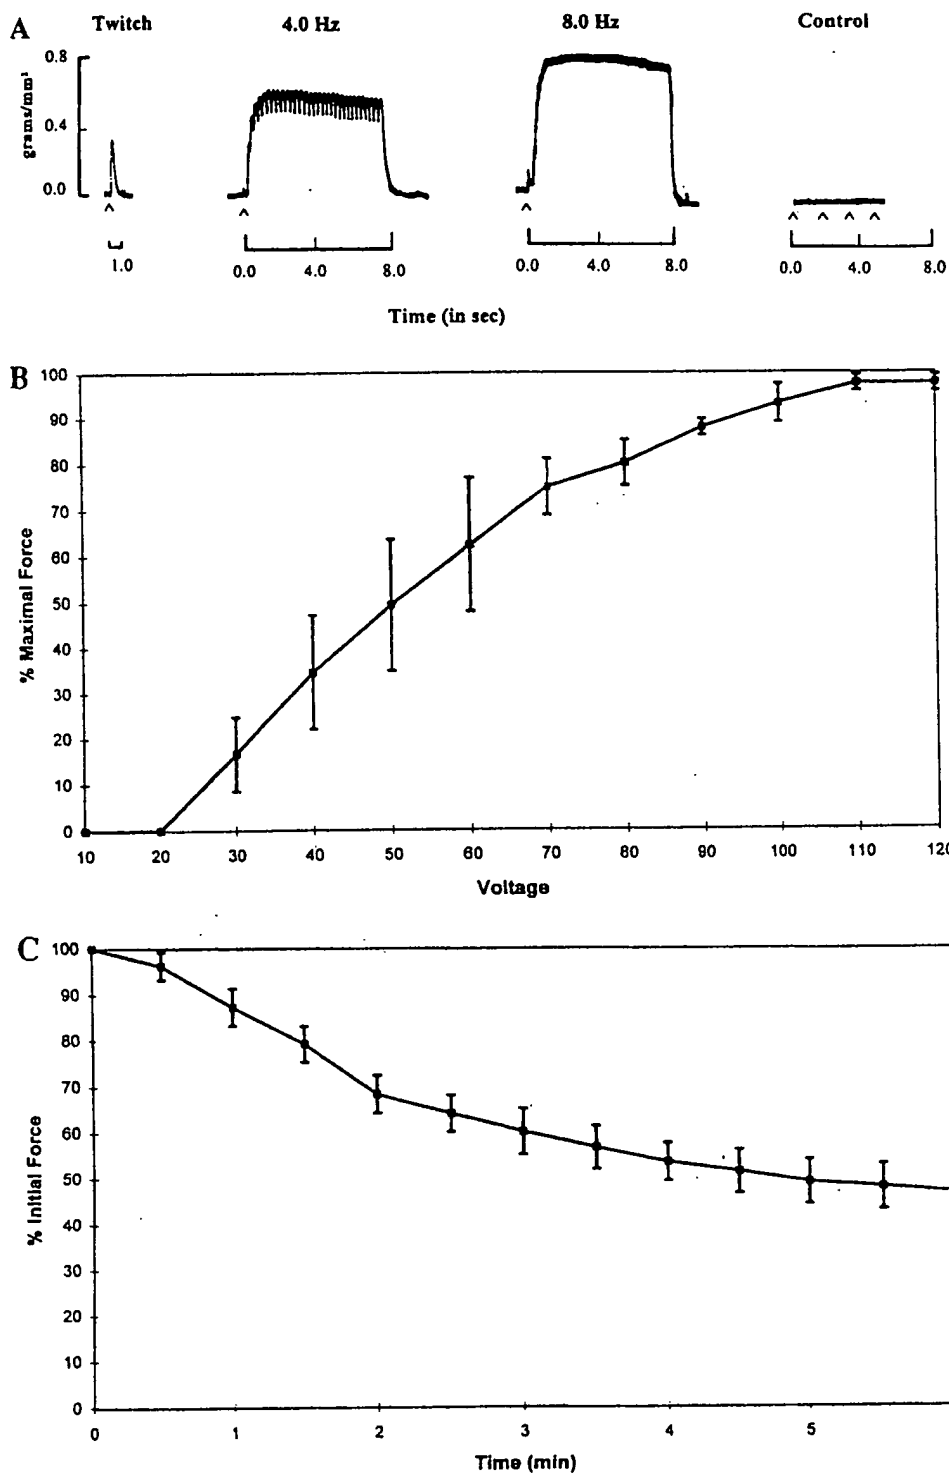 A
Twitch
4.0 Hz
8.0 Hz
Control
grams/mm²
0.8
0.4
0.0
^
^
^
^ ^ ^ ^
1.0
0.0 4.0 8.0
0.0 4.0 8.0
0.0 4.0 8.0
Time (in sec)
B
% Maximal Force
100
90
80
70
60
50
40
30
20
10
0
10 20 30 40 50 60 70 80 90 100 110 120
Voltage
C
% Initial Force
100
90
80
70
60
50
40
30
20
10
0
0 1 2 3 4 5
Time (min)